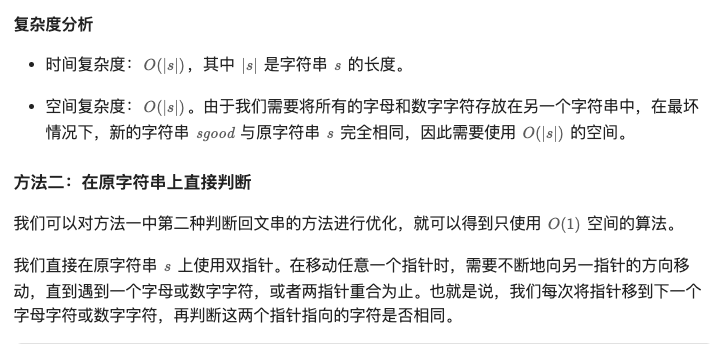 复杂度分析
• 时间复杂度：O(|s|)，其中 |s| 是字符串 s 的长度。
• 空间复杂度：O(|s|)。由于我们需要将所有的字母和数字字符存放在另一个字符串中，在最坏
情况下，新的字符串 sgood 与原字符串 s 完全相同，因此需要使用 O(|s|) 的空间。
方法二：在原字符串上直接判断
我们可以对方法一中第二种判断回文串的方法进行优化，就可以得到只使用 O(1) 空间的算法。
我们直接在原字符串 s 上使用双指针。在移动任意一个指针时，需要不断地向另一指针的方向移
动，直到遇到一个字母或数字字符，或者两指针重合为止。也就是说，我们每次将指针移到下一个
字母字符或数字字符，再判断这两个指针指向的字符是否相同。